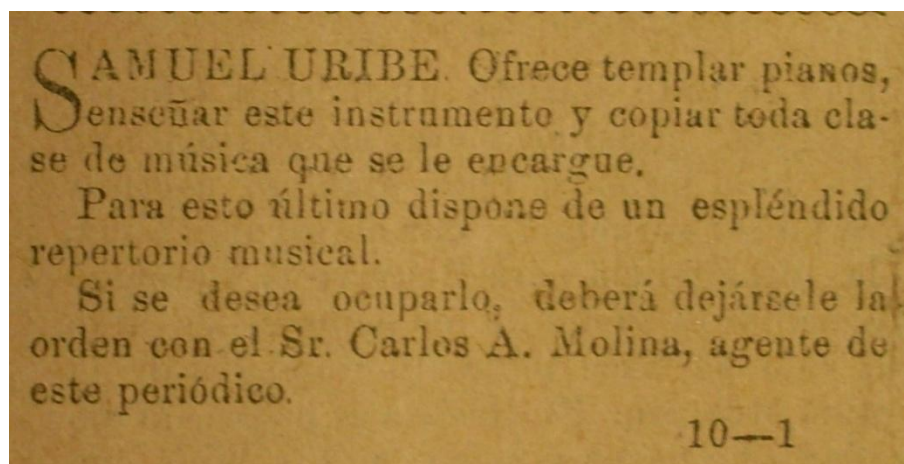 SAMUEL URIBE. Ofrece templar pianos,
enseñar este instrumento y copiar toda cla-
se de música que se le encargue.
Para esto último dispone de un espléndido
repertorio musical.
Si se desea ocuparlo, deberá dejársele la
orden con el Sr. Carlos A. Molina, agente de
este periódico.
10—1